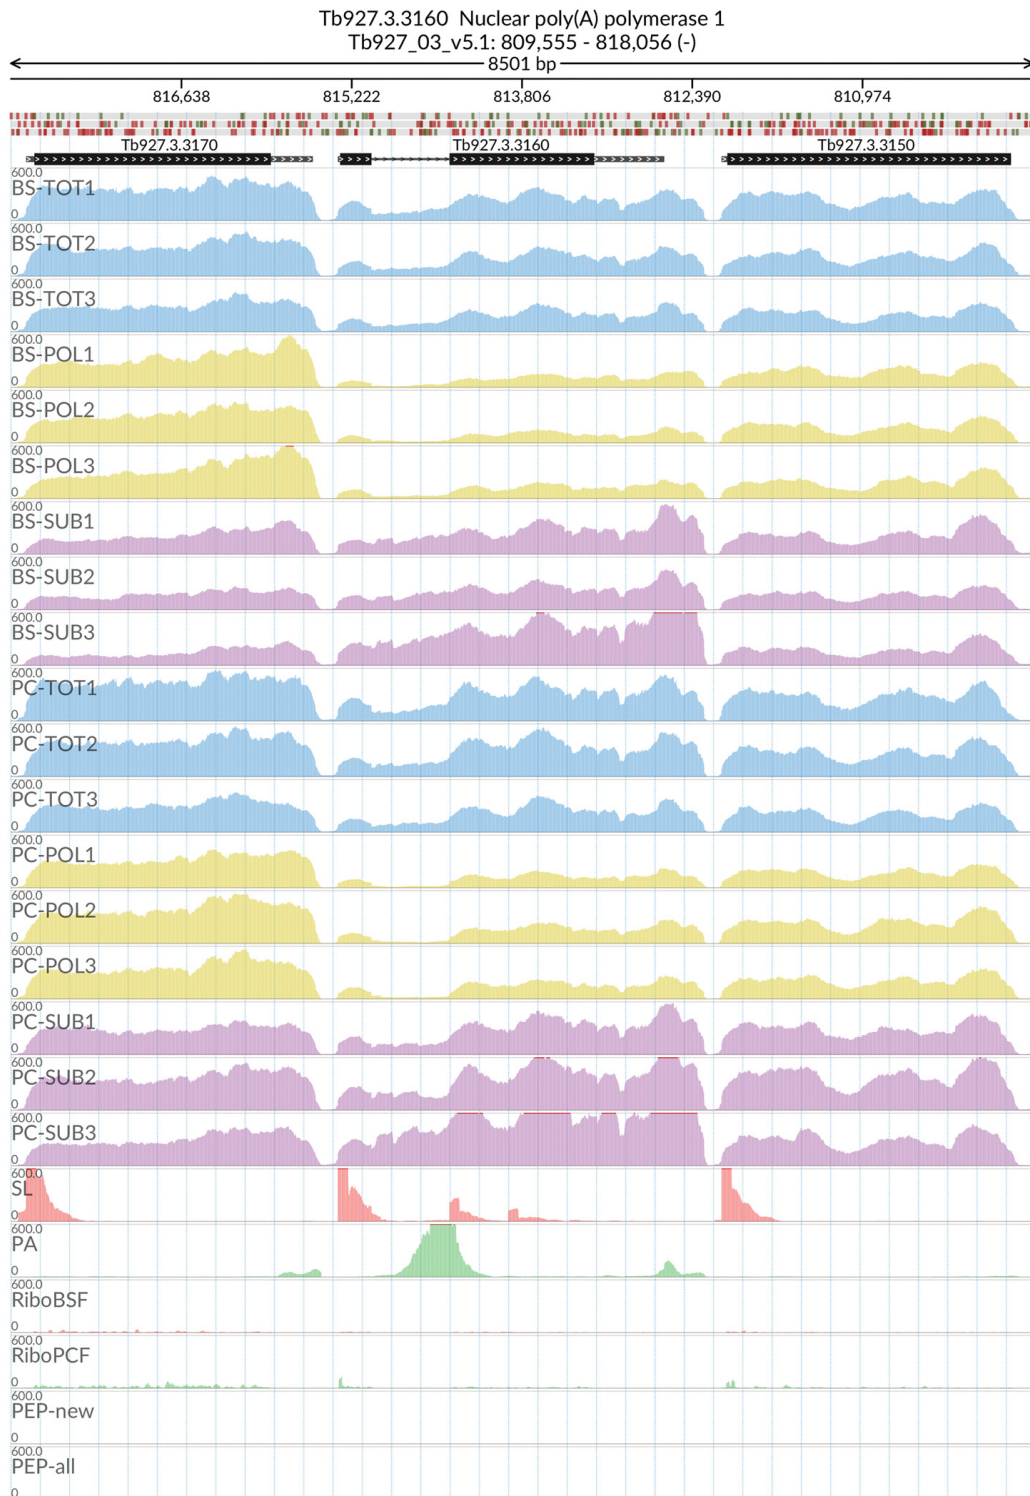 Tb927.3.3160 Nuclear poly(A) polymerase 1
Tb927_03_v5.1: 809,555 - 818,056 (-)
8501 bp
816,638 815,222 813,806 812,390 810,974
Tb927.3.3170 Tb927.3.3160 Tb927.3.3150
600.0
BS-TOT1
0
600.0
BS-TOT2
0
600.0
BS-TOT3
0
600.0
BS-POL1
0
600.0
BS-POL2
0
600.0
BS-POL3
0
600.0
BS-SUB1
0
600.0
BS-SUB2
0
600.0
BS-SUB3
0
600.0
PC-TOT1
0
600.0
PC-TOT2
0
600.0
PC-TOT3
0
600.0
PC-POL1
0
600.0
PC-POL2
0
600.0
PC-POL3
0
600.0
PC-SUB1
0
600.0
PC-SUB2
0
600.0
PC-SUB3
0
600.0
SL
0
600.0
PA
0
600.0
RiboBSF
0
600.0
RiboPCF
0
600.0
PEP-new
0
600.0
PEP-all
0